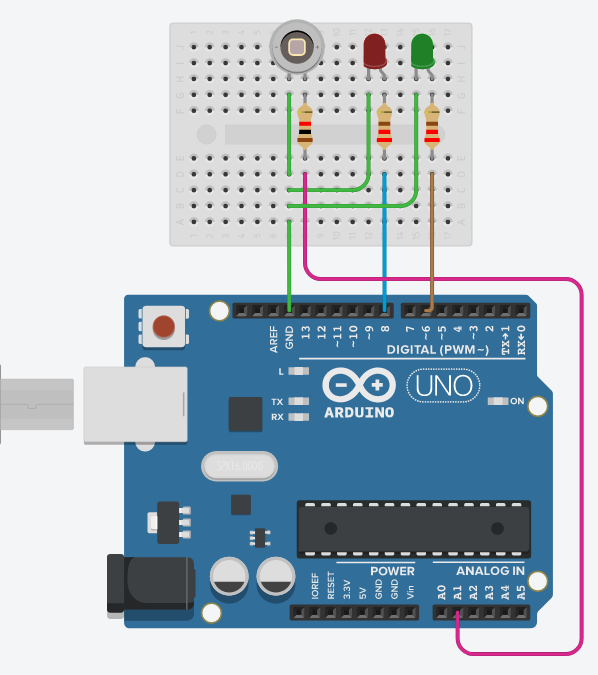 AREF
GND
13
12
~11
~10
~9
8
7
~6
~5
4
~3
2
TX→1
RX←0
DIGITAL (PWM~)
L
TX
RX
UNO
ARDUINO
ON
POWER
ANALOG IN
IOREF
RESET
3.3V
5V
GND
GND
Vin
A0
A1
A2
A3
A4
A5